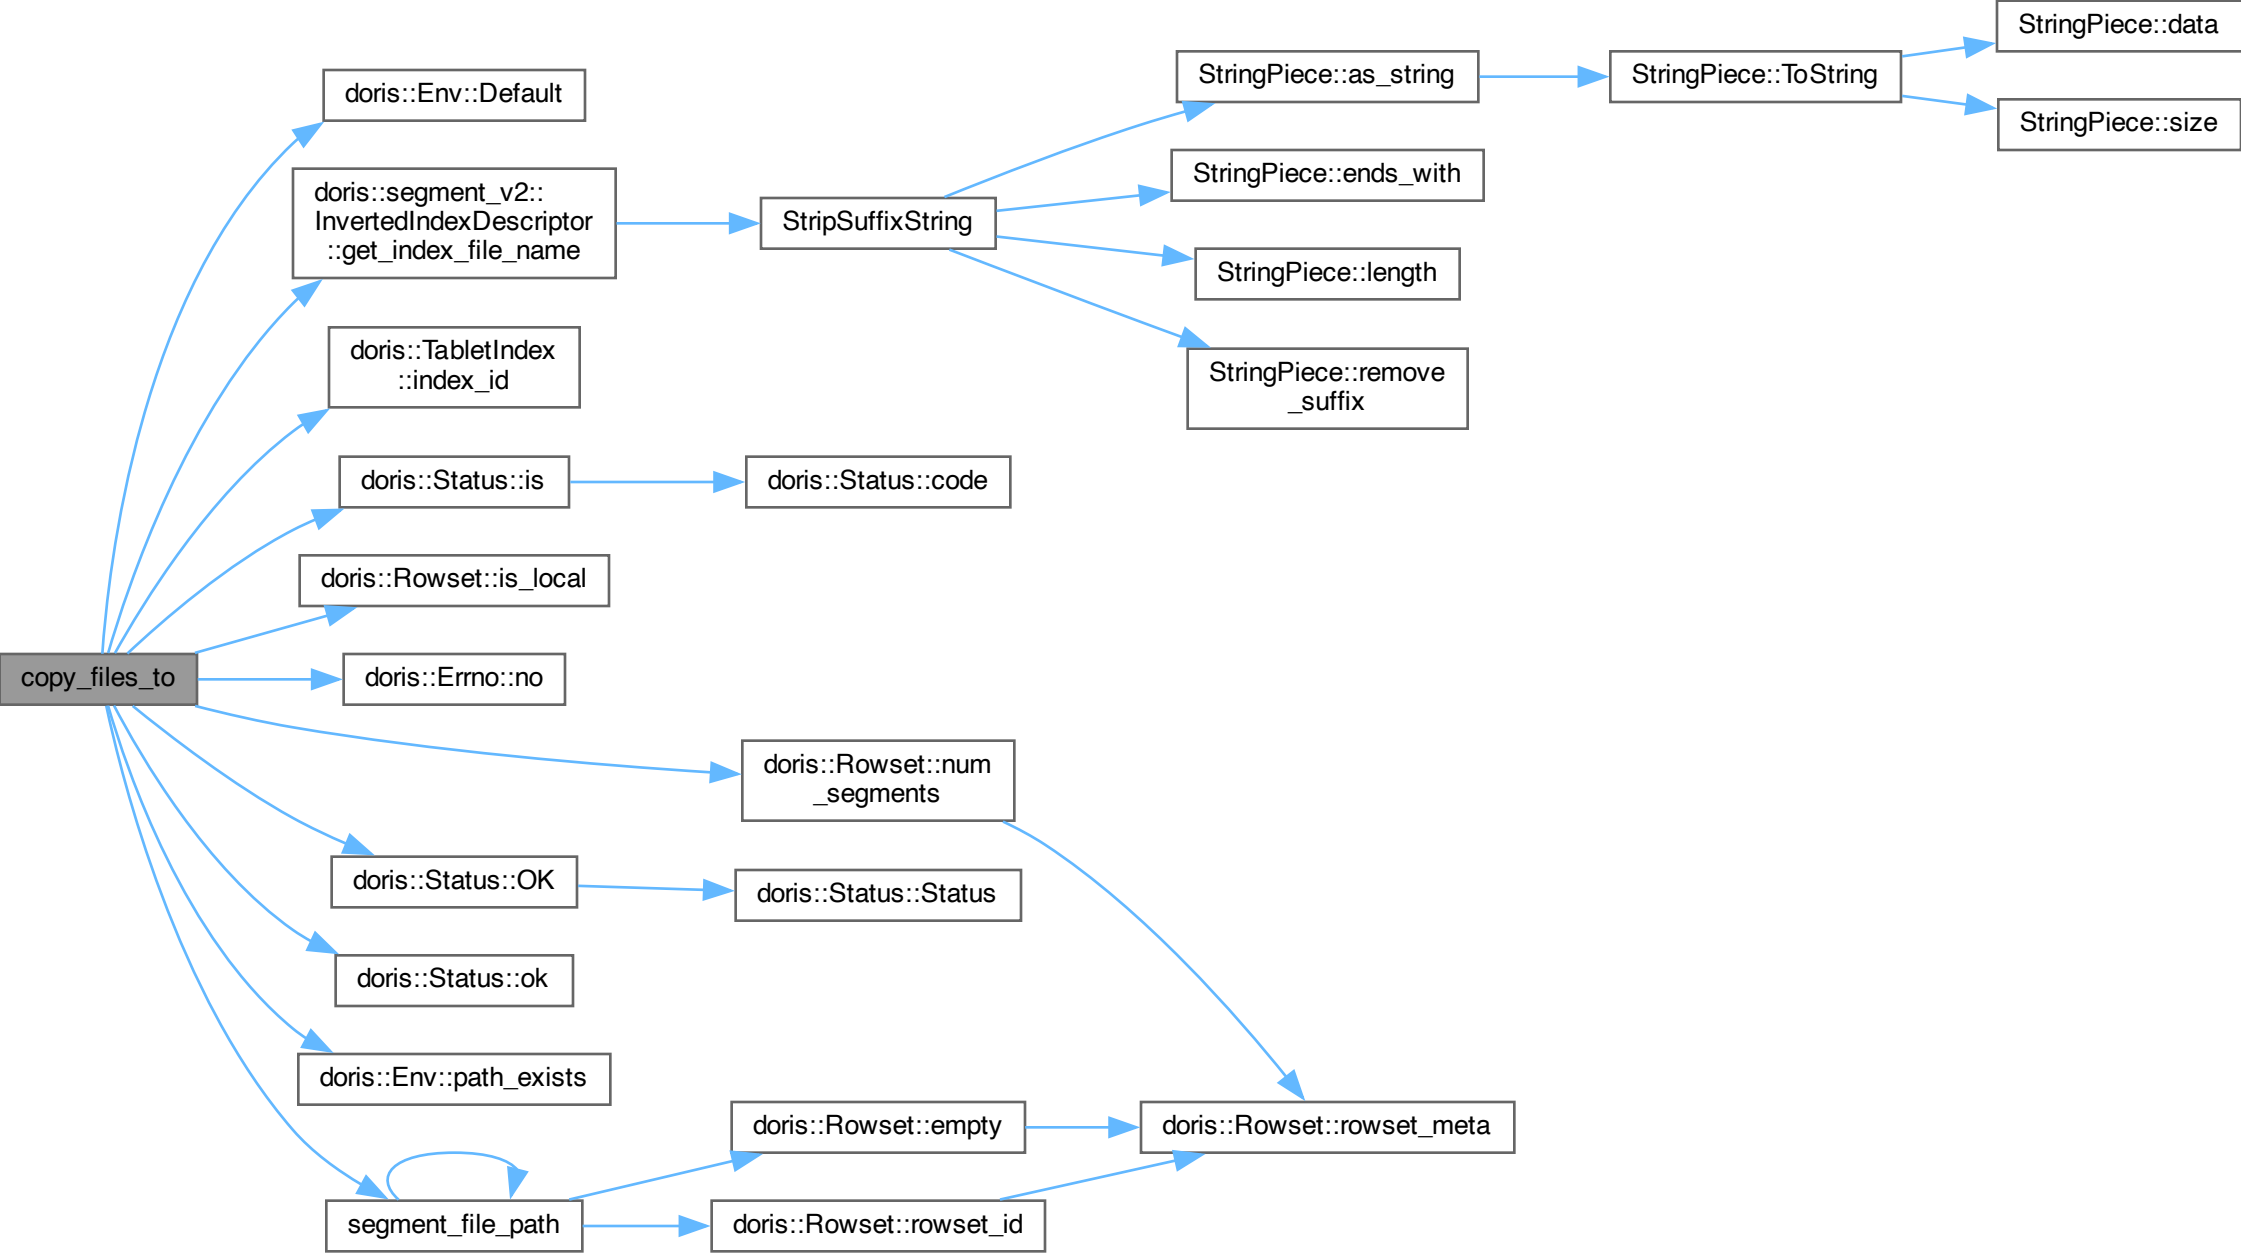 copy_files_to
doris::Env::Default
doris::segment_v2::
InvertedIndexDescriptor
::get_index_file_name
doris::TabletIndex
::index_id
doris::Status::is
doris::Rowset::is_local
doris::Errno::no
doris::Status::OK
doris::Status::ok
doris::Env::path_exists
segment_file_path
StripSuffixString
doris::Status::code
doris::Rowset::num
_segments
doris::Status::Status
doris::Rowset::empty
doris::Rowset::rowset_id
StringPiece::as_string
StringPiece::ends_with
StringPiece::length
StringPiece::remove
_suffix
doris::Rowset::rowset_meta
StringPiece::ToString
StringPiece::data
StringPiece::size